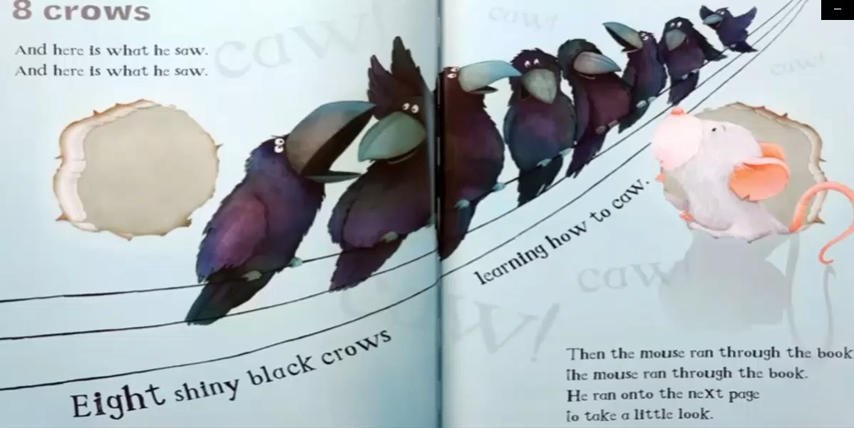 8 crows
And here is what he saw.
And here is what he saw.
caw!
caw!
caw!
Eight shiny black crows
learning how to caw.
caw!
caw!
Then the mouse ran through the book
The mouse ran through the book.
He ran onto the next page
to take a little look.